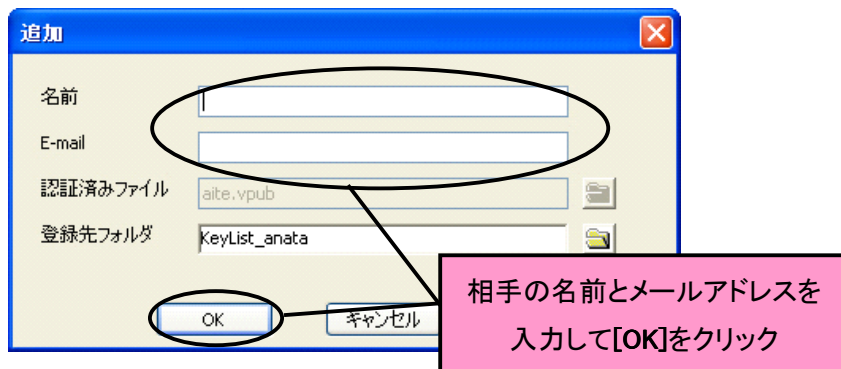 追加
名前
E-mail
認証済みファイル
aite.vpub
登録先フォルダ
KeyList_anata
OK
キャンセル
相手の名前とメールアドレスを
入力して[OK]をクリック